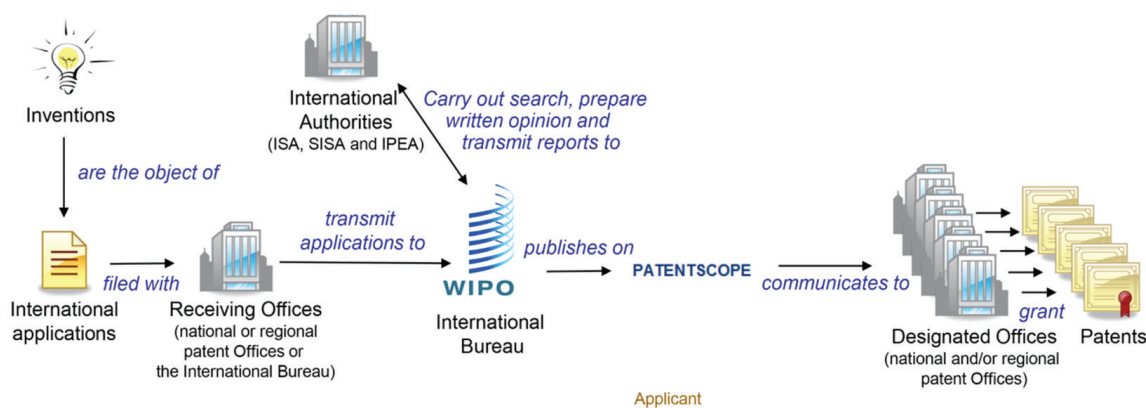 Inventions
are the object of
International
applications
filed with
Receiving Offices
(national or regional
patent Offices or
the International Bureau)
transmit
applications to
International
Authorities
(ISA, SISA and IPEA)
Carry out search, prepare
written opinion and
transmit reports to
WIPO
International
Bureau
publishes on
PATENTSCOPE
communicates to
Designated Offices
(national and/or regional
patent Offices)
grant
Patents
Applicant